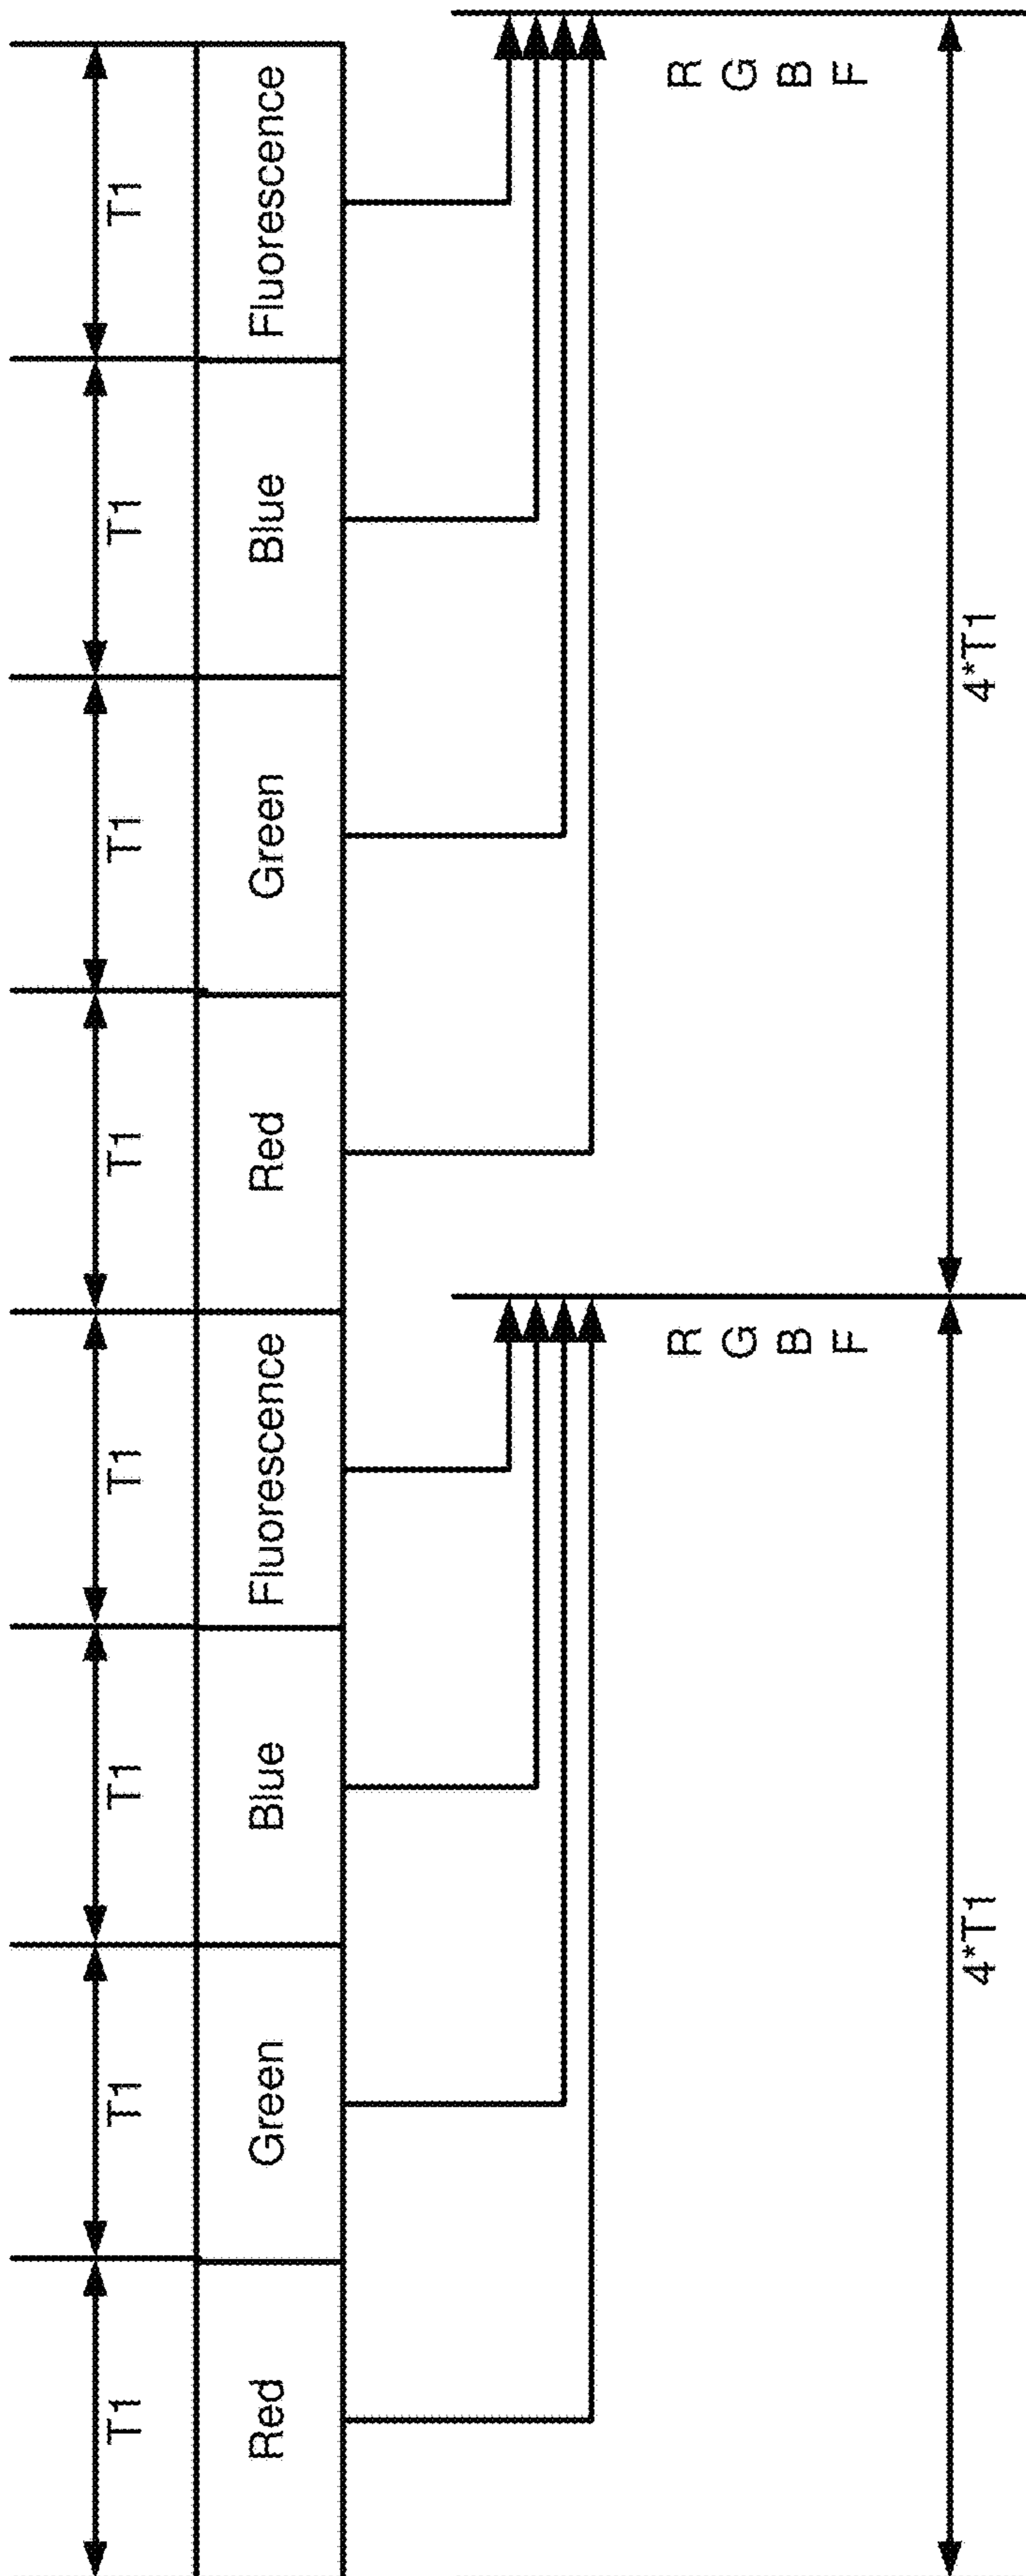 T1 T1 T1 T1 T1 T1 T1 T1
Red Green Blue Fluorescence Red Green Blue Fluorescence
R R
G G
B B
F F
4*T1 4*T1